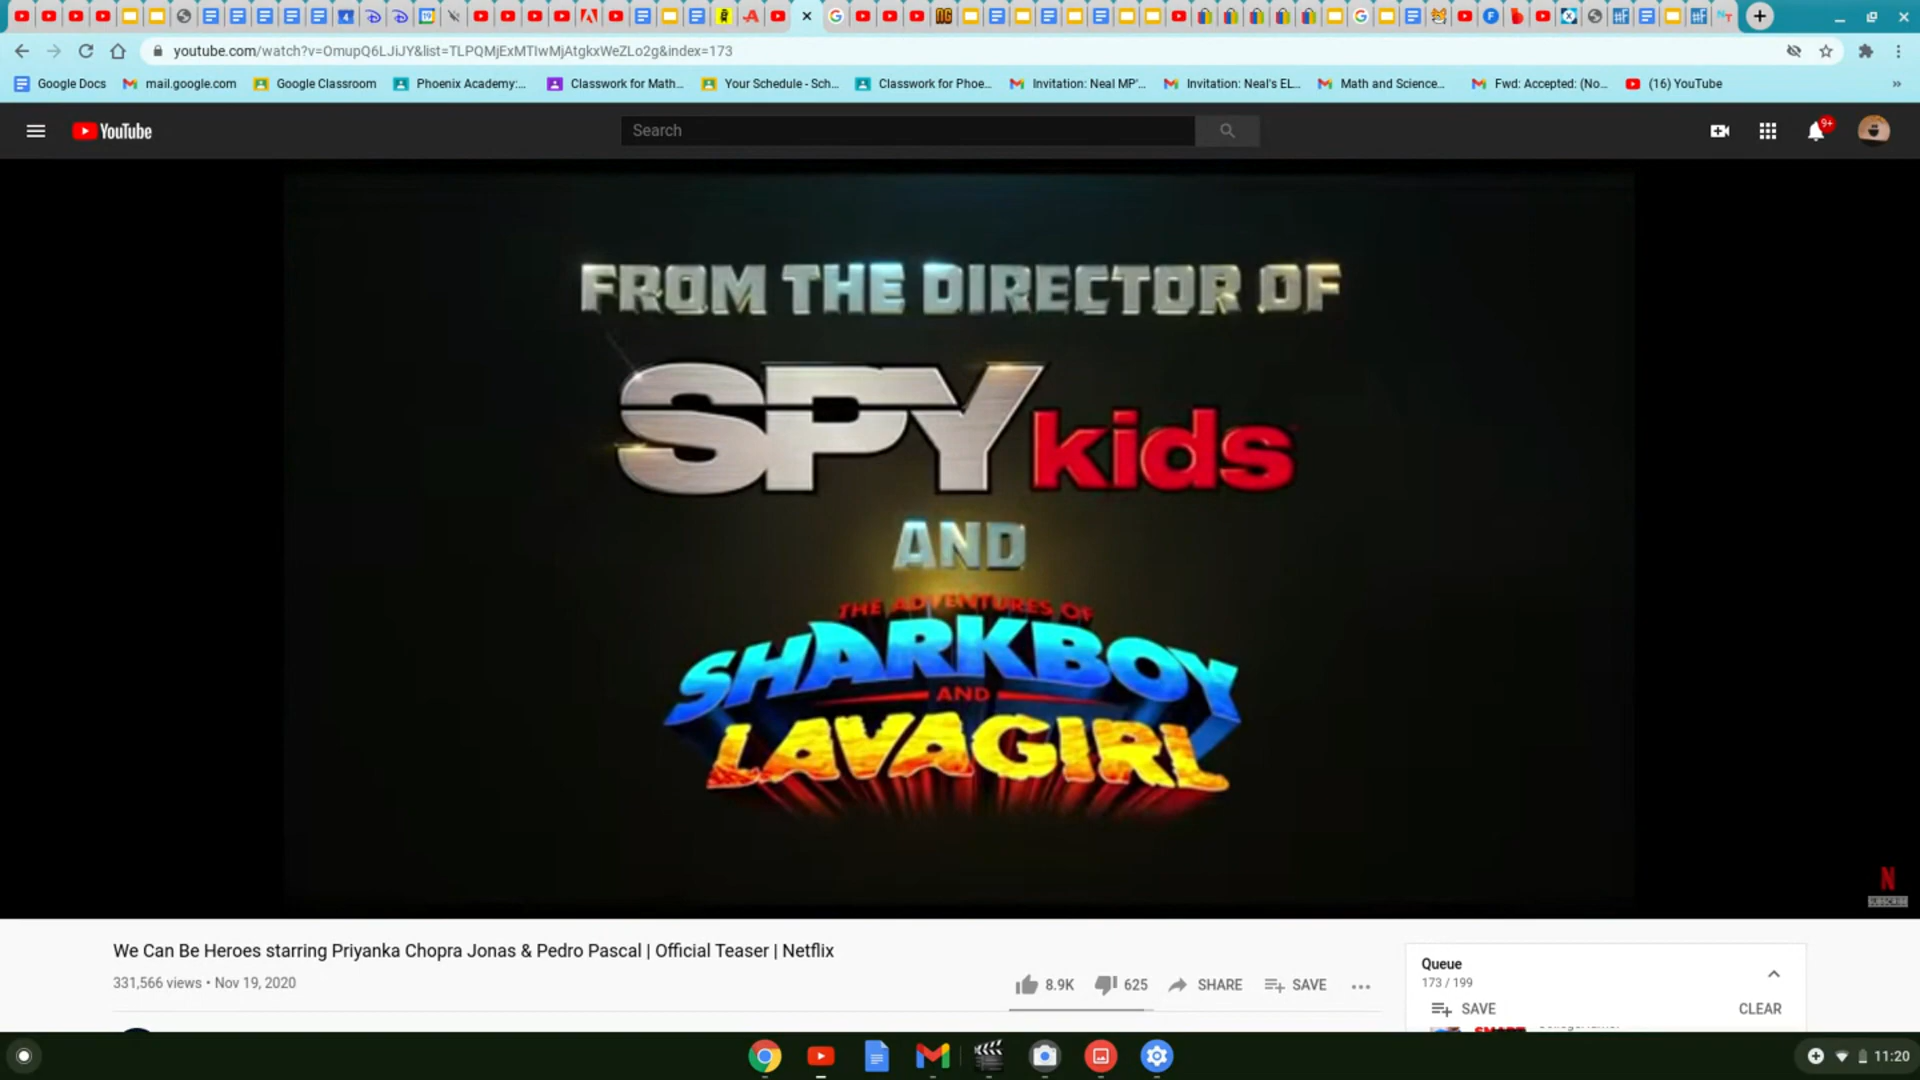 youtube.com/watch?v=OmupQ6LJiJY&list=TLPQMjExMTIwMjAtgkxWeZLo2g&index=173
Google Docs mail.google.com Google Classroom Phoenix Academy:... Classwork for Math... Your Schedule - Sch... Classwork for Phoe... Invitation: Neal MP'... Invitation: Neal's EL... Math and Science... Fwd: Accepted: (No... (16) YouTube »
YouTube Search 9+
FROM THE DIRECTOR OF
SPY kids
AND
THE ADVENTURES OF
SHARKBOY
AND
LAVAGIRL
N
SUBSCRIBE
We Can Be Heroes starring Priyanka Chopra Jonas & Pedro Pascal | Official Teaser | Netflix
331,566 views • Nov 19, 2020
8.9K 625 SHARE SAVE ...
Queue
173 / 199
SAVE CLEAR
11:20